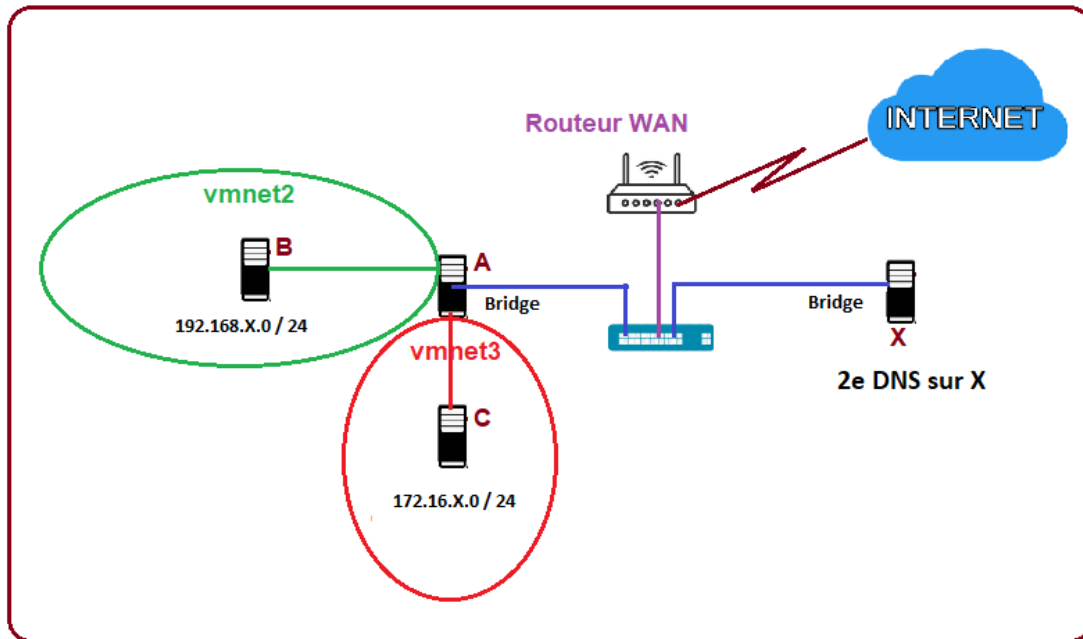 INTERNET
Routeur WAN
vmnet2
B
A
Bridge
Bridge
192.168.X.0 / 24
X
vmnet3
2e DNS sur X
C
172.16.X.0 / 24